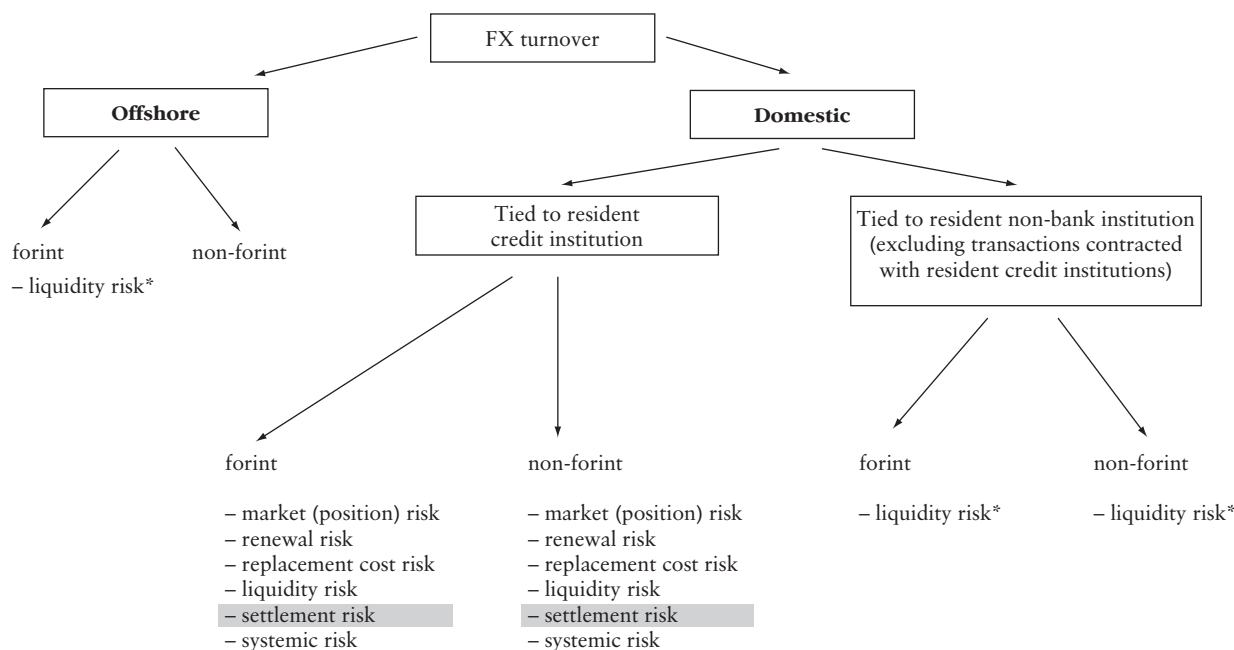 FX turnover
Offshore
Domestic
Tied to resident
credit institution
Tied to resident non-bank institution
(excluding transactions contracted
with resident credit institutions)
forint
– liquidity risk*
non-forint
forint
– market (position) risk
– renewal risk
– replacement cost risk
– liquidity risk
– settlement risk
– systemic risk
non-forint
– market (position) risk
– renewal risk
– replacement cost risk
– liquidity risk
– settlement risk
– systemic risk
forint
– liquidity risk*
non-forint
– liquidity risk*